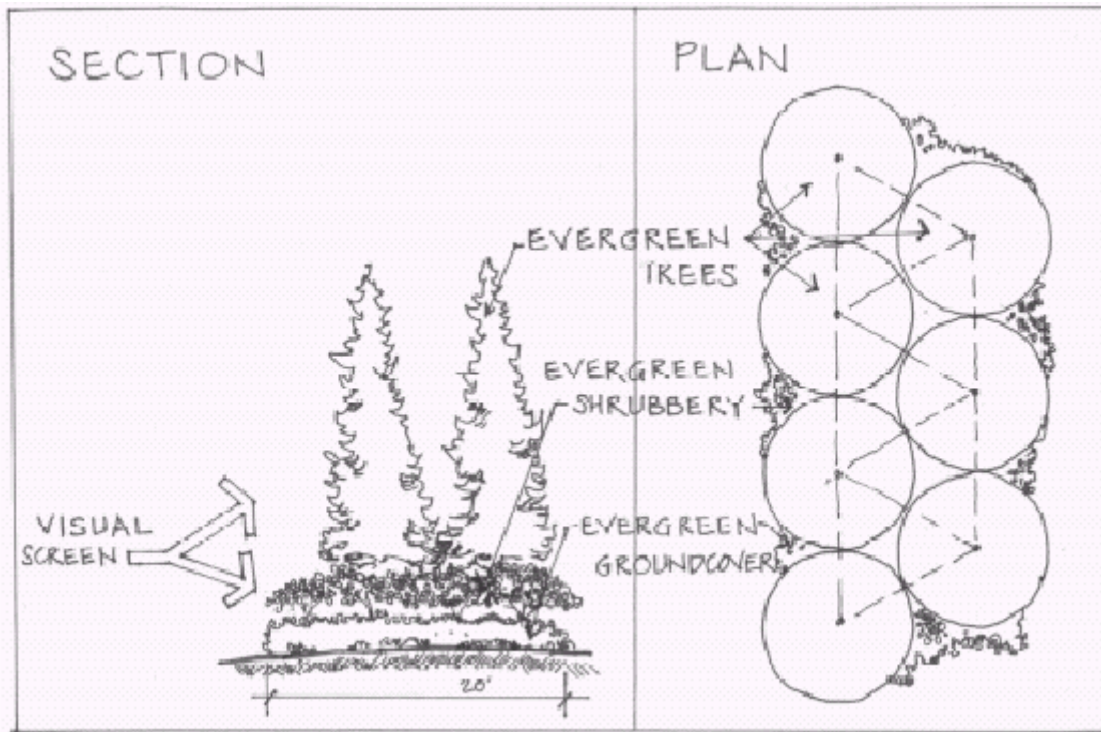 SECTION
PLAN
EVERGREEN
TREES
EVERGREEN
SHRUBBERY
VISUAL
SCREEN
EVERGREEN
GROUNDCOVER
20'